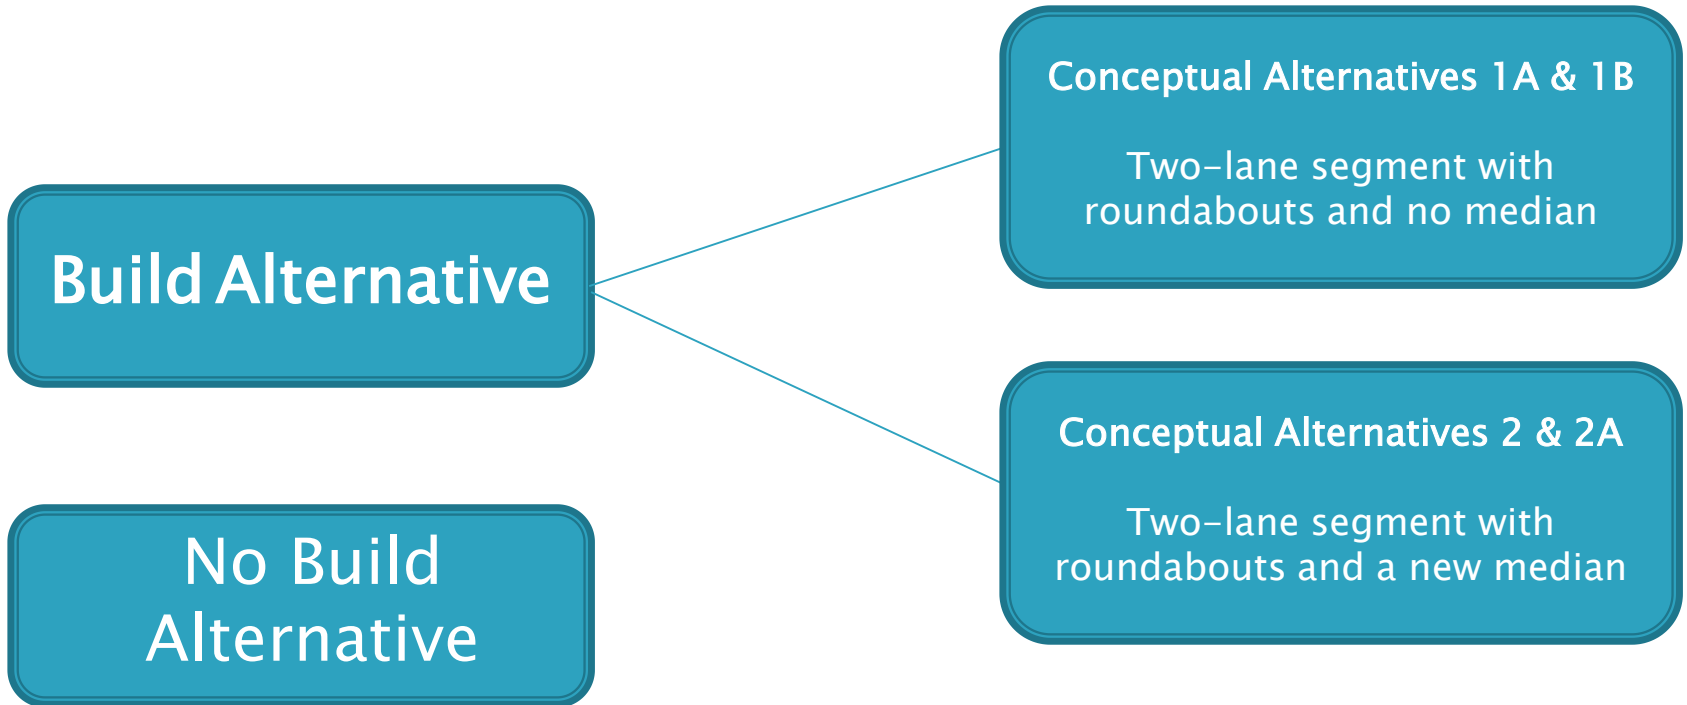 Build Alternative
No Build
Alternative
Conceptual Alternatives 1A & 1B
Two-lane segment with
roundabouts and no median
Conceptual Alternatives 2 & 2A
Two-lane segment with
roundabouts and a new median